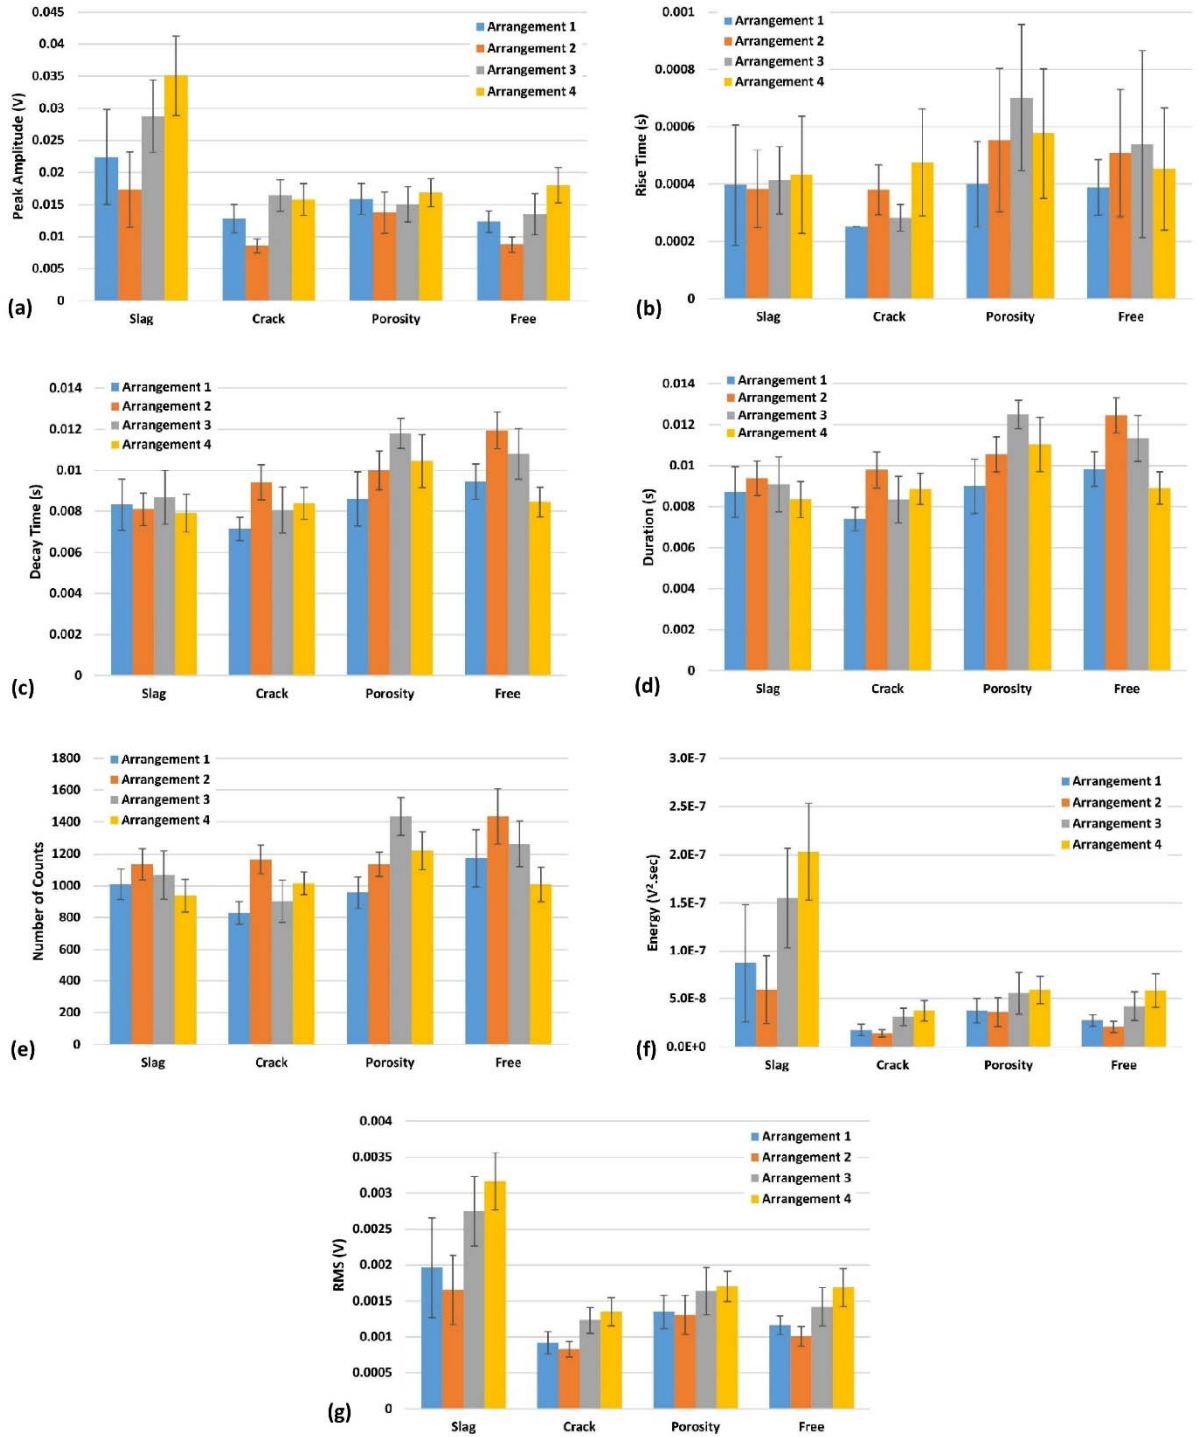 0.045
0.04
0.035
0.03
0.025
0.02
0.015
0.01
0.005
0
Peak Amplitude (V)
Arrangement 1
Arrangement 2
Arrangement 3
Arrangement 4
Slag Crack Porosity Free
(a)
0.001
0.0008
0.0006
0.0004
0.0002
0
Rise Time (s)
Arrangement 1
Arrangement 2
Arrangement 3
Arrangement 4
Slag Crack Porosity Free
(b)
0.014
0.012
0.01
0.008
0.006
0.004
0.002
0
Decay Time (s)
Arrangement 1
Arrangement 2
Arrangement 3
Arrangement 4
Slag Crack Porosity Free
(c)
0.014
0.012
0.01
0.008
0.006
0.004
0.002
0
Duration (s)
Arrangement 1
Arrangement 2
Arrangement 3
Arrangement 4
Slag Crack Porosity Free
(d)
1800
1600
1400
1200
1000
800
600
400
200
0
Number of Counts
Arrangement 1
Arrangement 2
Arrangement 3
Arrangement 4
Slag Crack Porosity Free
(e)
3.0E-7
2.5E-7
2.0E-7
1.5E-7
1.0E-7
5.0E-8
0.0E+0
Energy (V².sec)
Arrangement 1
Arrangement 2
Arrangement 3
Arrangement 4
Slag Crack Porosity Free
(f)
0.004
0.0035
0.003
0.0025
0.002
0.0015
0.001
0.0005
0
RMS (V)
Arrangement 1
Arrangement 2
Arrangement 3
Arrangement 4
Slag Crack Porosity Free
(g)